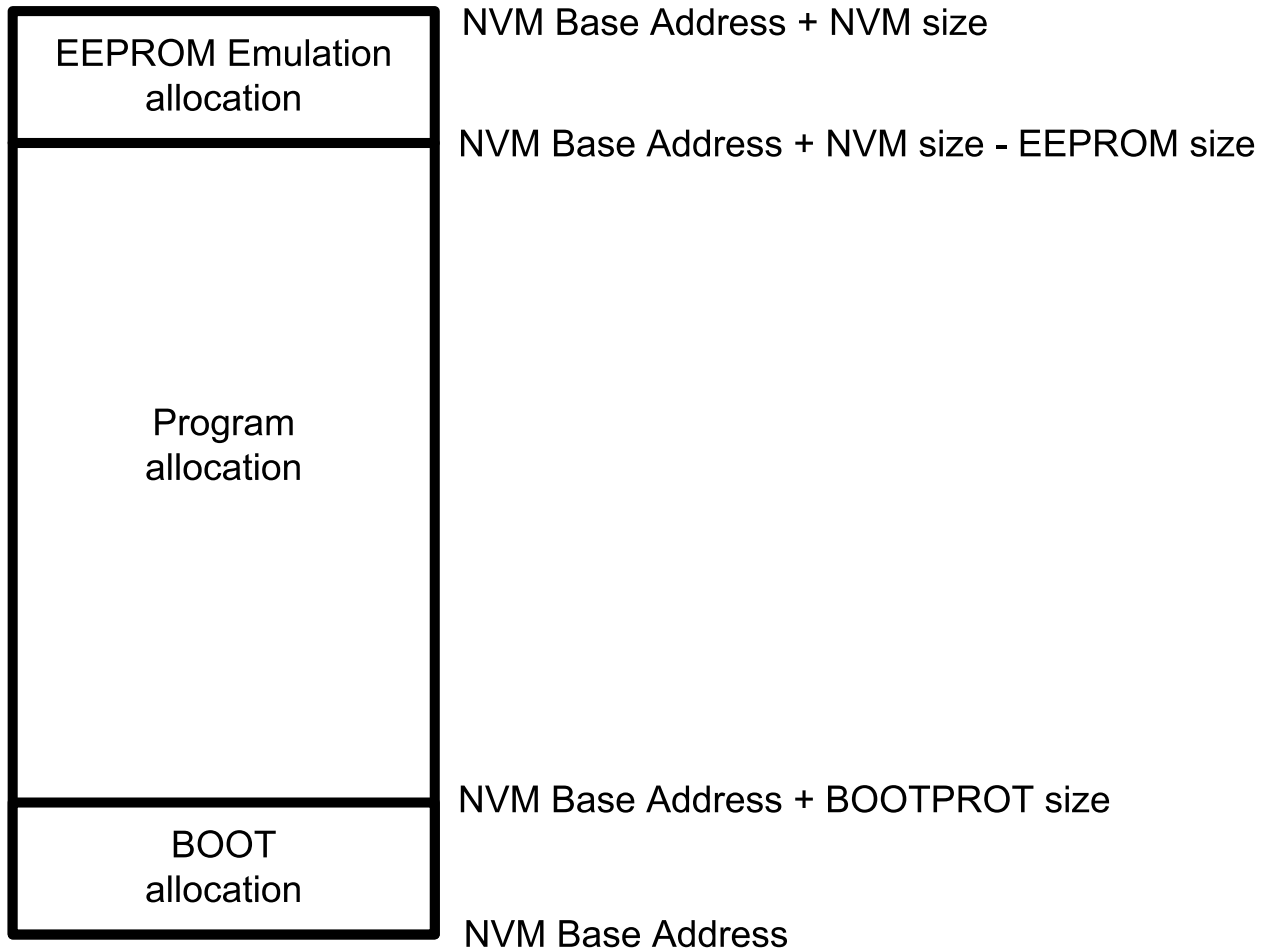 NVM Base Address + NVM size
EEPROM Emulation
allocation
NVM Base Address + NVM size - EEPROM size
Program
allocation
NVM Base Address + BOOTPROT size
BOOT
allocation
NVM Base Address